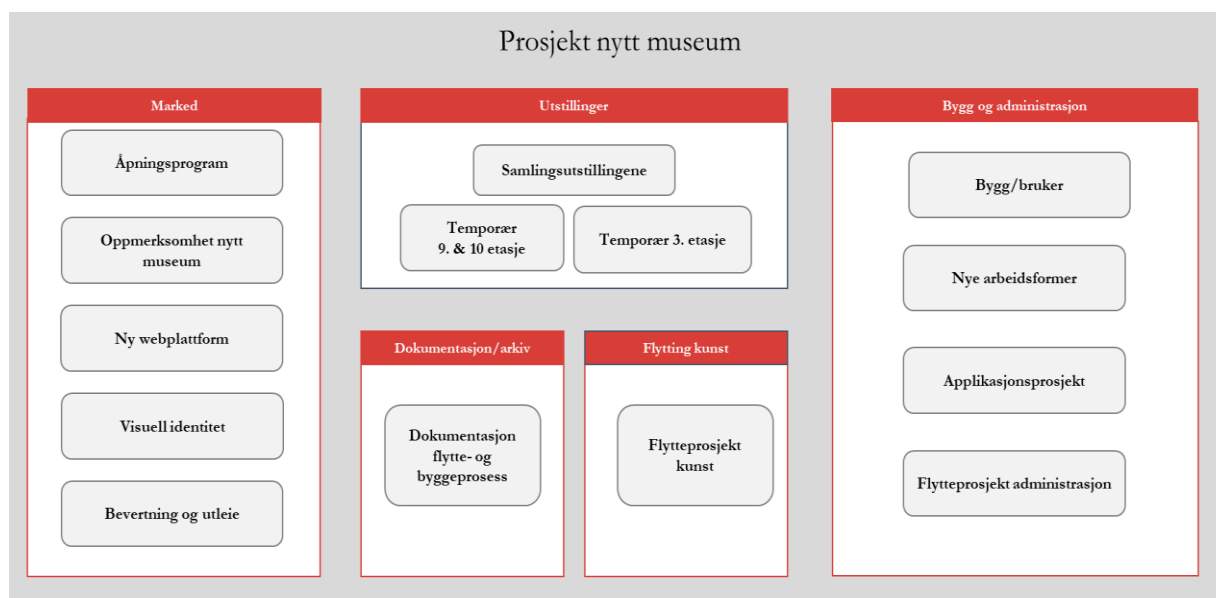 Prosjekt nytt museum
Marked
Åpningsprogram
Oppmerksomhet nytt
museum
Ny webplattform
Visuell identitet
Bevertning og utleie
Utstillinger
Samlingsutstillingene
Temporær
9. & 10 etasje
Temporær 3. etasje
Dokumentasjon/arkiv
Dokumentasjon
flytte- og
byggeprosess
Flytting kunst
Flytteprosjekt
kunst
Bygg og administrasjon
Bygg/bruker
Nye arbeidsformer
Applikasjonsprosjekt
Flytteprosjekt administrasjon